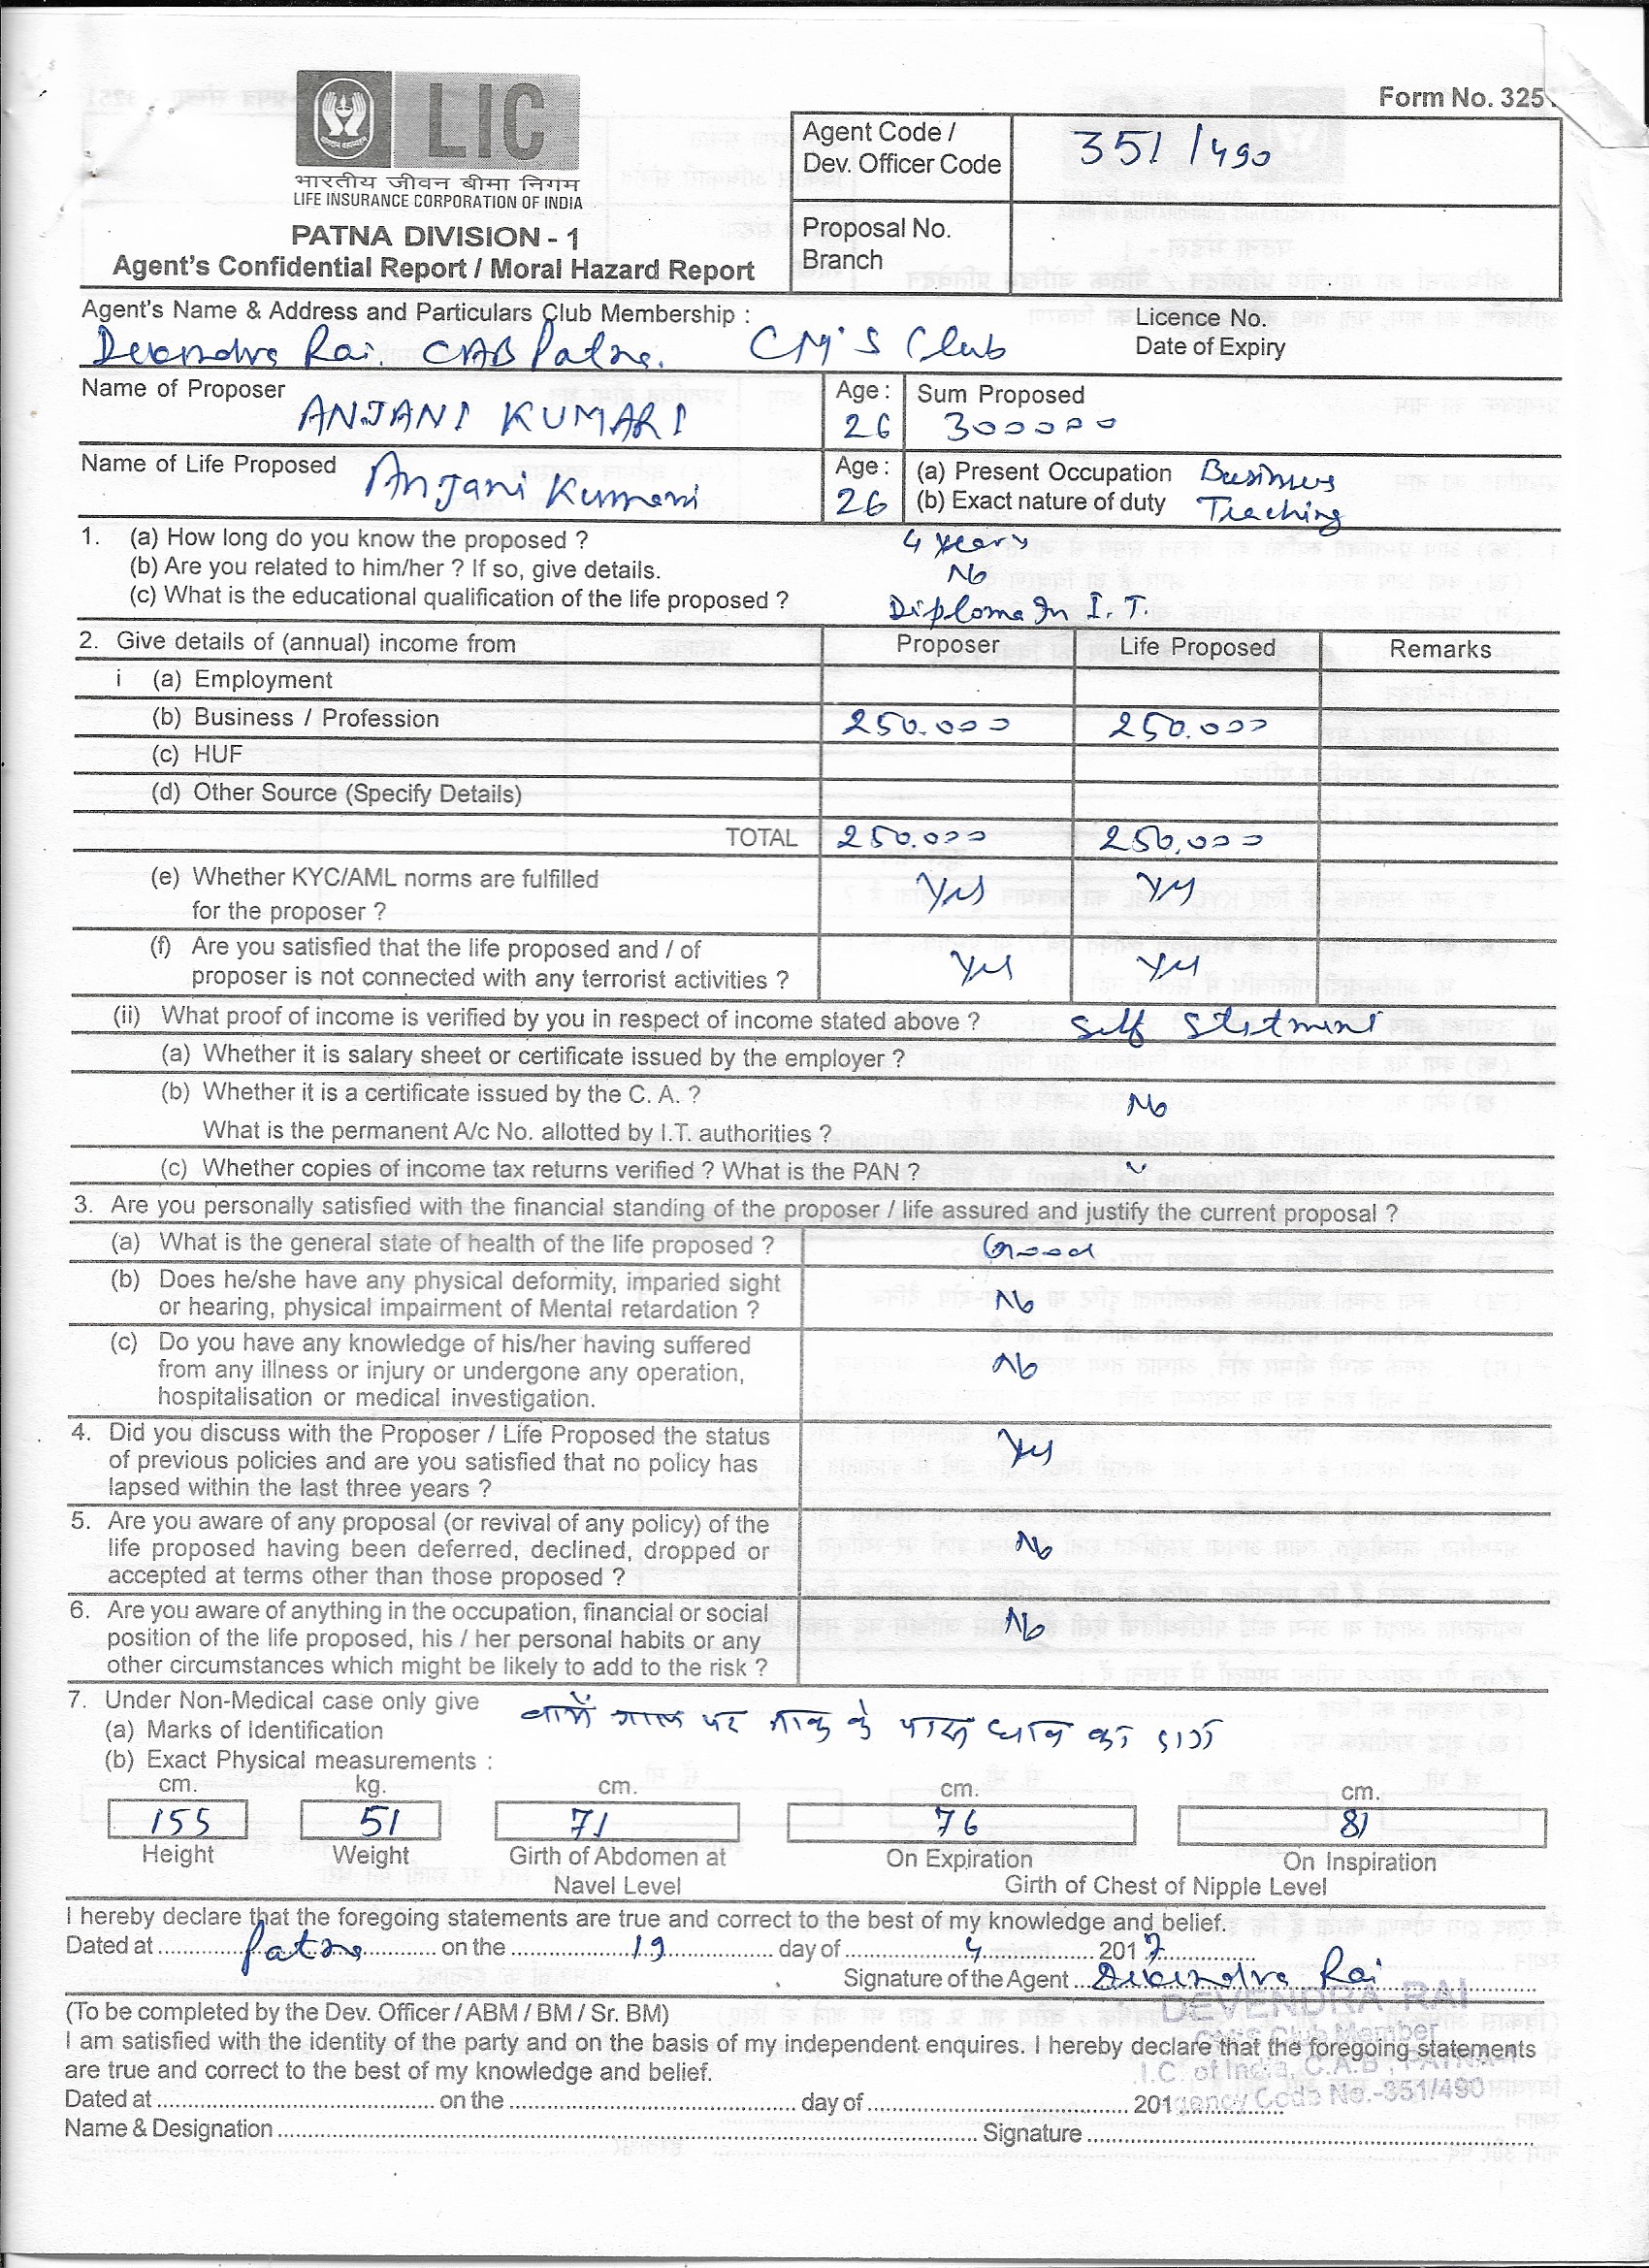 Form No. 325
LIC
भारतीय जीवन बीमा निगम
LIFE INSURANCE CORPORATION OF INDIA
PATNA DIVISION - 1
Agent's Confidential Report / Moral Hazard Report
Agent Code / Dev. Officer Code 351/490
Proposal No. Branch
Agent's Name & Address and Particulars Club Membership :
Devendra Rai. CAB Patna. CM'S Club
Licence No.
Date of Expiry
Name of Proposer ANJANI KUMARI Age : 26 Sum Proposed 300000
Name of Life Proposed Anjani Kumari Age : 26 (a) Present Occupation Business
(b) Exact nature of duty Teaching
1. (a) How long do you know the proposed ? 4 years
(b) Are you related to him/her ? If so, give details. No
(c) What is the educational qualification of the life proposed ? Diploma In I.T.
2. Give details of (annual) income from Proposer Life Proposed Remarks
i (a) Employment
(b) Business / Profession 250.000 250.000
(c) HUF
(d) Other Source (Specify Details)
TOTAL 250.000 250,000
(e) Whether KYC/AML norms are fulfilled Yes Yes
for the proposer ?
(f) Are you satisfied that the life proposed and / of Yes Yes
proposer is not connected with any terrorist activities ?
(ii) What proof of income is verified by you in respect of income stated above ? Self Statment
(a) Whether it is salary sheet or certificate issued by the employer ?
(b) Whether it is a certificate issued by the C. A. ? No
What is the permanent A/c No. allotted by I.T. authorities ?
(c) Whether copies of income tax returns verified ? What is the PAN ?
3. Are you personally satisfied with the financial standing of the proposer / life assured and justify the current proposal ?
(a) What is the general state of health of the life proposed ? Good
(b) Does he/she have any physical deformity, imparied sight No
or hearing, physical impairment of Mental retardation ?
(c) Do you have any knowledge of his/her having suffered No
from any illness or injury or undergone any operation,
hospitalisation or medical investigation.
4. Did you discuss with the Proposer / Life Proposed the status Yes
of previous policies and are you satisfied that no policy has
lapsed within the last three years ?
5. Are you aware of any proposal (or revival of any policy) of the No
life proposed having been deferred, declined, dropped or
accepted at terms other than those proposed ?
6. Are you aware of anything in the occupation, financial or social No
position of the life proposed, his / her personal habits or any
other circumstances which might be likely to add to the risk ?
7. Under Non-Medical case only give
(a) Marks of Identification गाल पर नाक के पास घाव का दाग
(b) Exact Physical measurements :
cm. kg. cm. cm. cm.
155 51 71 76 81
Height Weight Girth of Abdomen at On Expiration On Inspiration
Navel Level Girth of Chest of Nipple Level
I hereby declare that the foregoing statements are true and correct to the best of my knowledge and belief.
Dated at Patna on the 19 day of 4 2017
Signature of the Agent Devendra Rai
DEVENDRA RAI
(To be completed by the Dev. Officer / ABM / BM / Sr. BM)
Club Member
I am satisfied with the identity of the party and on the basis of my independent enquires. I hereby declare that the foregoing statements
.I.C. of India, C.A.B., PATNA-1
are true and correct to the best of my knowledge and belief.
gency Code No.-351/490
Dated at on the day of 201
Name & Designation Signature